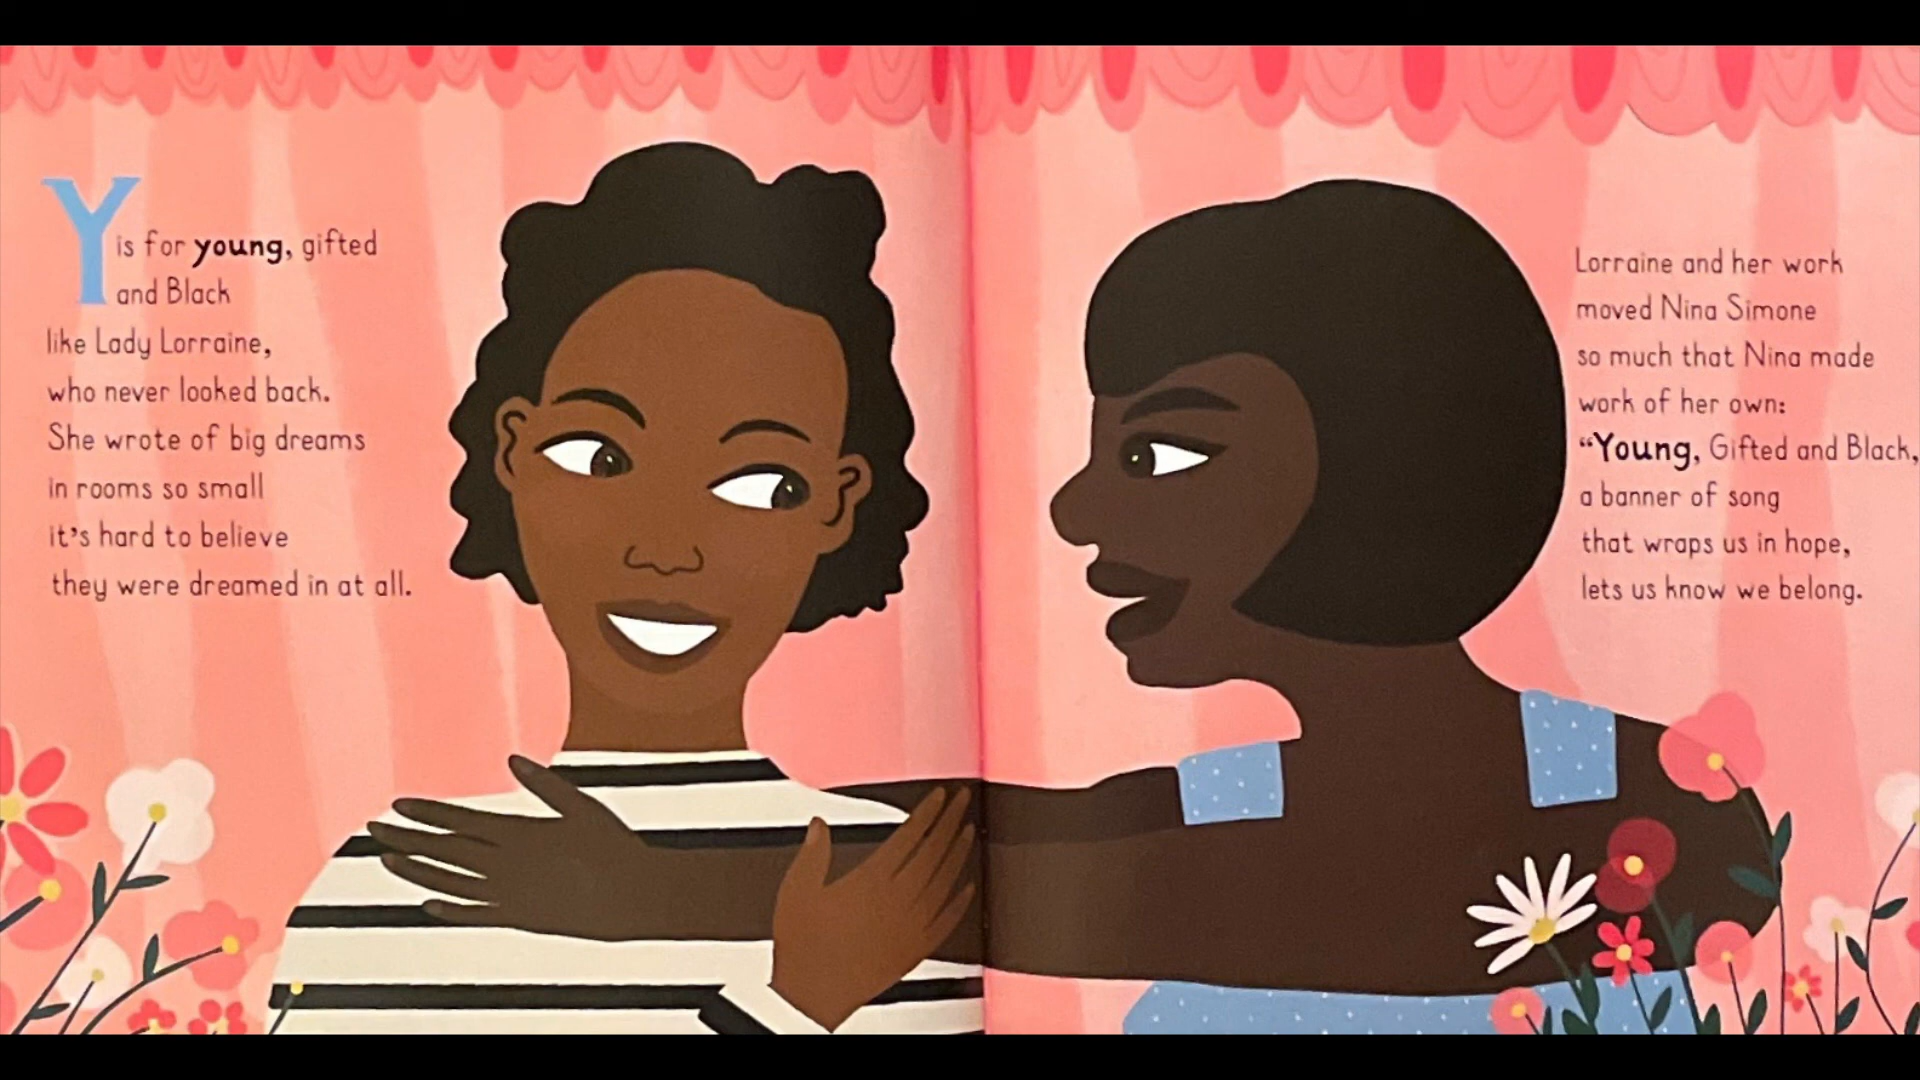 Y is for young, gifted
and Black
like Lady Lorraine,
who never looked back.
She wrote of big dreams
in rooms so small
it's hard to believe
they were dreamed in at all.
Lorraine and her work
moved Nina Simone
so much that Nina made
work of her own:
“Young, Gifted and Black,
a banner of song
that wraps us in hope,
lets us know we belong.